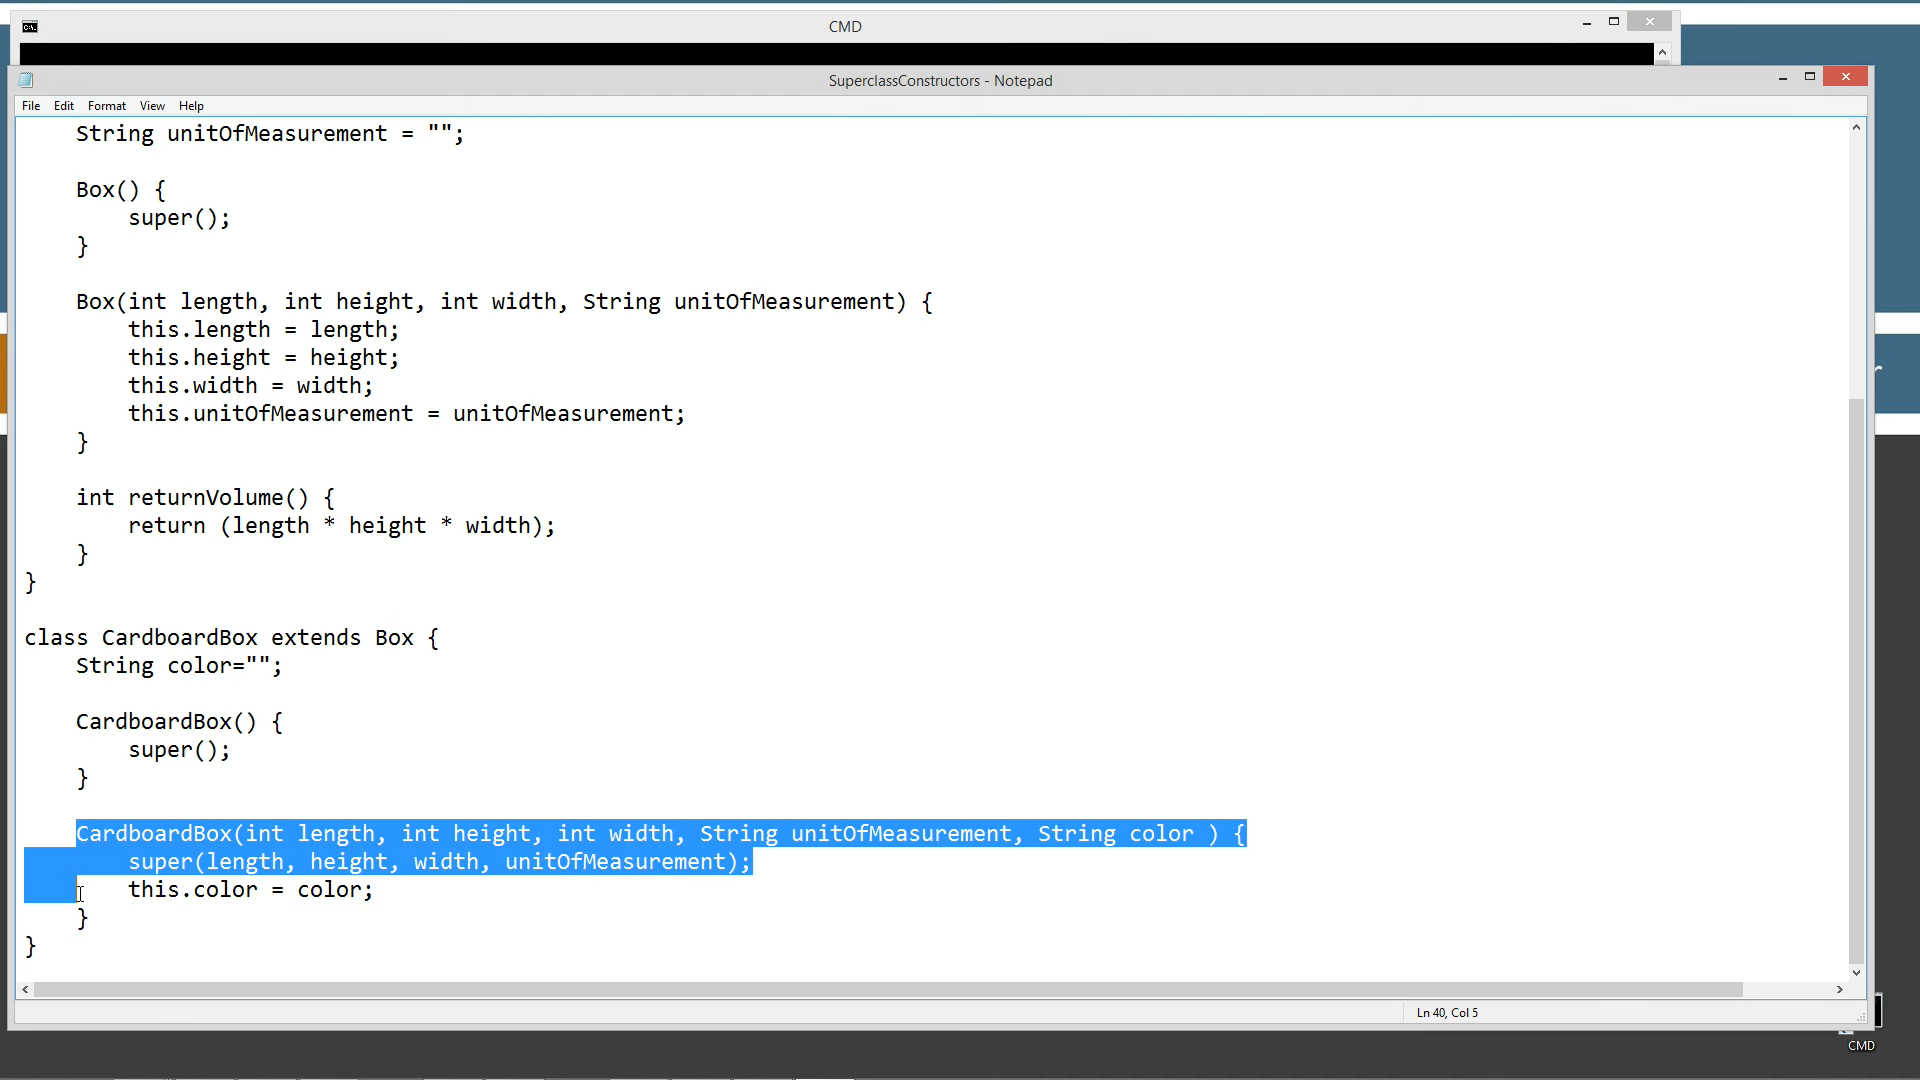 CMD
SuperclassConstructors - Notepad
File Edit Format View Help
String unitOfMeasurement = "";
Box() {
super();
}
Box(int length, int height, int width, String unitOfMeasurement) {
this.length = length;
this.height = height;
this.width = width;
this.unitOfMeasurement = unitOfMeasurement;
}
int returnVolume() {
return (length * height * width);
}
}
class CardboardBox extends Box {
String color="";
CardboardBox() {
super();
}
CardboardBox(int length, int height, int width, String unitOfMeasurement, String color ) {
super(length, height, width, unitOfMeasurement);
this.color = color;
}
}
Ln 40, Col 5
CMD